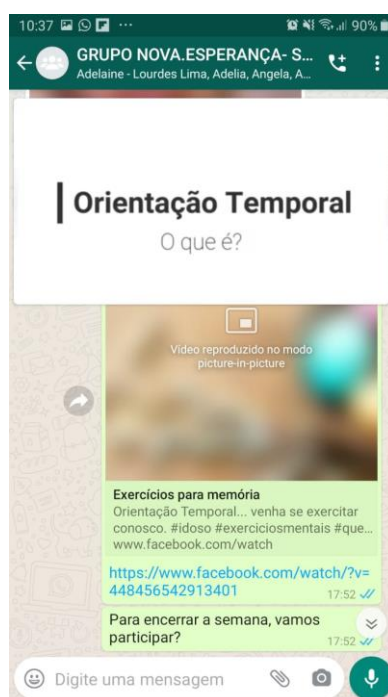 10:37 ... 90%
GRUPO NOVA.ESPERANÇA- S...
Adelaine - Lourdes Lima, Adelia, Angela, A...
Orientação Temporal
O que é?
Vídeo reproduzido no modo
picture-in-picture
Exercícios para memória
Orientação Temporal... venha se exercitar
conosco. #idoso #exerciciosmentais #que...
www.facebook.com/watch
https://www.facebook.com/watch/?v=
448456542913401
17:52
Para encerrar a semana, vamos
participar?
17:52
Digite uma mensagem